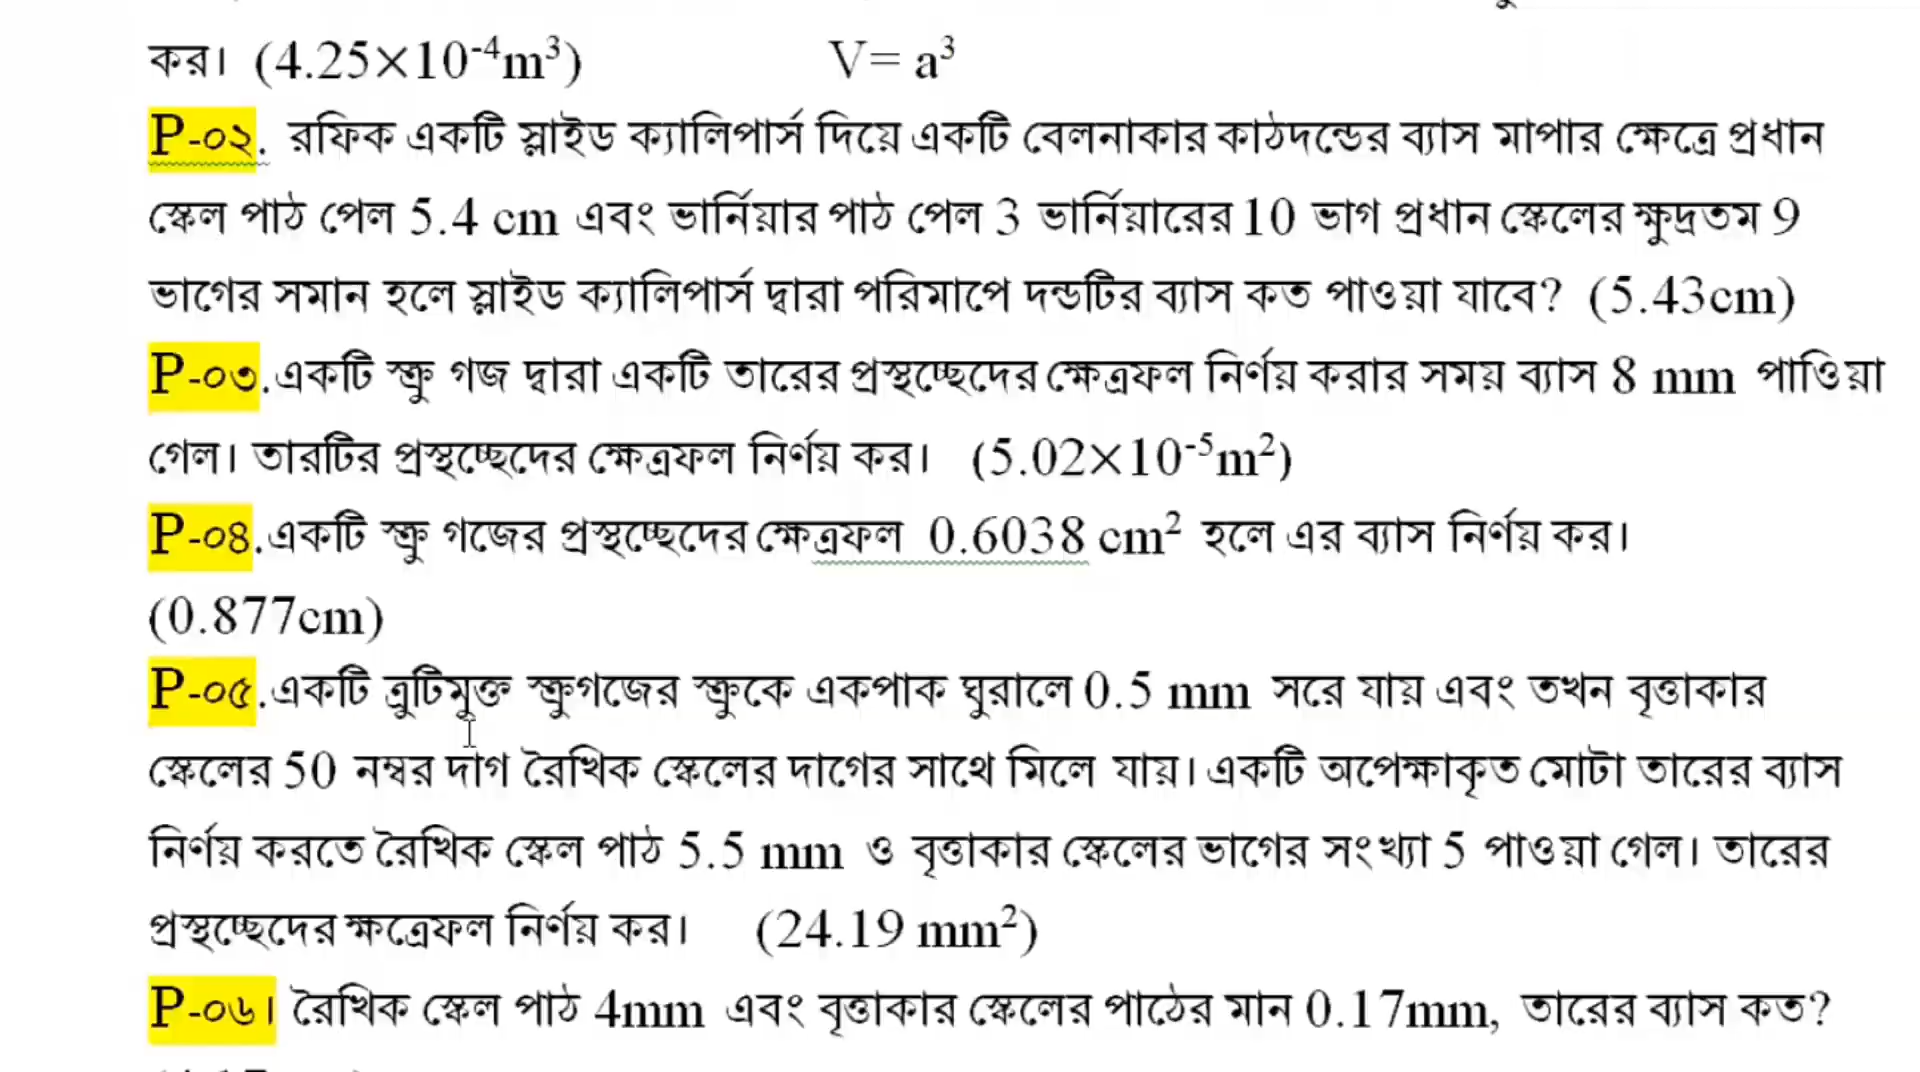 কর। (4.25×10⁻⁴m³) V= a³
P-০২. রফিক একটি স্লাইড ক্যালিপার্স দিয়ে একটি বেলনাকার কাঠদন্ডের ব্যাস মাপার ক্ষেত্রে প্রধান
স্কেল পাঠ পেল 5.4 cm এবং ভার্নিয়ার পাঠ পেল 3 ভার্নিয়ারের 10 ভাগ প্রধান স্কেলের ক্ষুদ্রতম 9
ভাগের সমান হলে স্লাইড ক্যালিপার্স দ্বারা পরিমাপে দন্ডটির ব্যাস কত পাওয়া যাবে? (5.43cm)
P-০৩.একটি স্ক্রু গজ দ্বারা একটি তারের প্রস্থচ্ছেদের ক্ষেত্রফল নির্ণয় করার সময় ব্যাস 8 mm পাওিয়া
গেল। তারটির প্রস্থচ্ছেদের ক্ষেত্রফল নির্ণয় কর। (5.02×10⁻⁵m²)
P-০৪.একটি স্ক্রু গজের প্রস্থচ্ছেদের ক্ষেত্রফল 0.6038 cm² হলে এর ব্যাস নির্ণয় কর।
(0.877cm)
P-০৫.একটি ত্রুটিমুক্ত স্ক্রুগজের স্ক্রুকে একপাক ঘুরালে 0.5 mm সরে যায় এবং তখন বৃত্তাকার
স্কেলের 50 নম্বর দাগ রৈখিক স্কেলের দাগের সাথে মিলে যায়। একটি অপেক্ষাকৃত মোটা তারের ব্যাস
নির্ণয় করতে রৈখিক স্কেল পাঠ 5.5 mm ও বৃত্তাকার স্কেলের ভাগের সংখ্যা 5 পাওয়া গেল। তারের
প্রস্থচ্ছেদের ক্ষত্রেফল নির্ণয় কর। (24.19 mm²)
P-০৬। রৈখিক স্কেল পাঠ 4mm এবং বৃত্তাকার স্কেলের পাঠের মান 0.17mm, তারের ব্যাস কত?